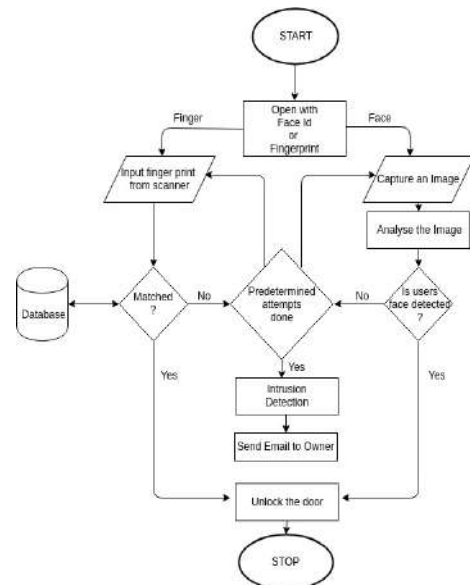 START
Open with
Face Id
or
Fingerprint
Finger
Face
Input finger print
from scanner
Capture an Image
Analyse the Image
Database
Matched
?
No
Predetermined
attempts
done
No
Is users
face detected
?
Yes
Yes
Yes
Intrusion
Detection
Send Email to Owner
Unlock the door
STOP